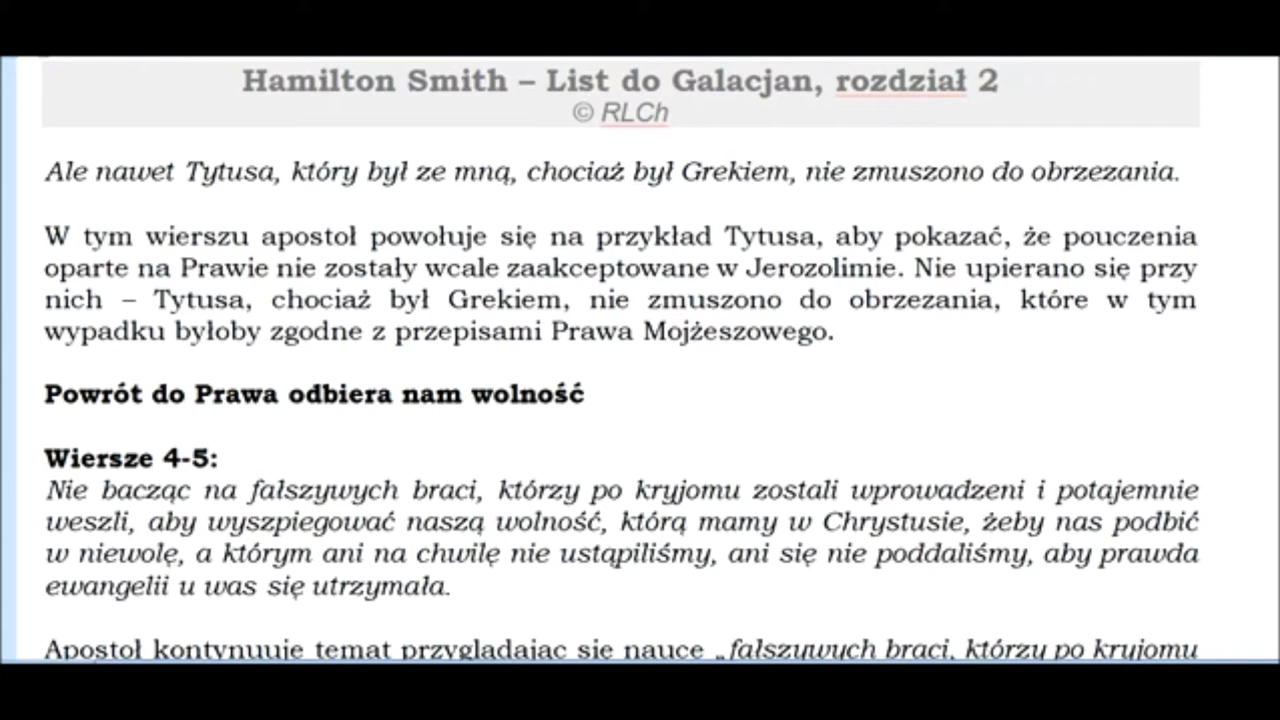 Hamilton Smith – List do Galacjan, rozdział 2
© RLCh
Ale nawet Tytusa, który był ze mną, chociaż był Grekiem, nie zmuszono do obrzezania.
W tym wierszu apostoł powołuje się na przykład Tytusa, aby pokazać, że pouczenia
oparte na Prawie nie zostały wcale zaakceptowane w Jerozolimie. Nie upierano się przy
nich – Tytusa, chociaż był Grekiem, nie zmuszono do obrzezania, które w tym
wypadku byłoby zgodne z przepisami Prawa Mojżeszowego.
Powrót do Prawa odbiera nam wolność
Wiersze 4-5:
Nie bacząc na fałszywych braci, którzy po kryjomu zostali wprowadzeni i potajemnie
weszli, aby wyszpiegować naszą wolność, którą mamy w Chrystusie, żeby nas podbić
w niewolę, a którym ani na chwilę nie ustąpiliśmy, ani się nie poddaliśmy, aby prawda
ewangelii u was się utrzymała.
Apostoł kontynuuje temat przyglądając się nauce „fałszywych braci, którzy po kryjomu